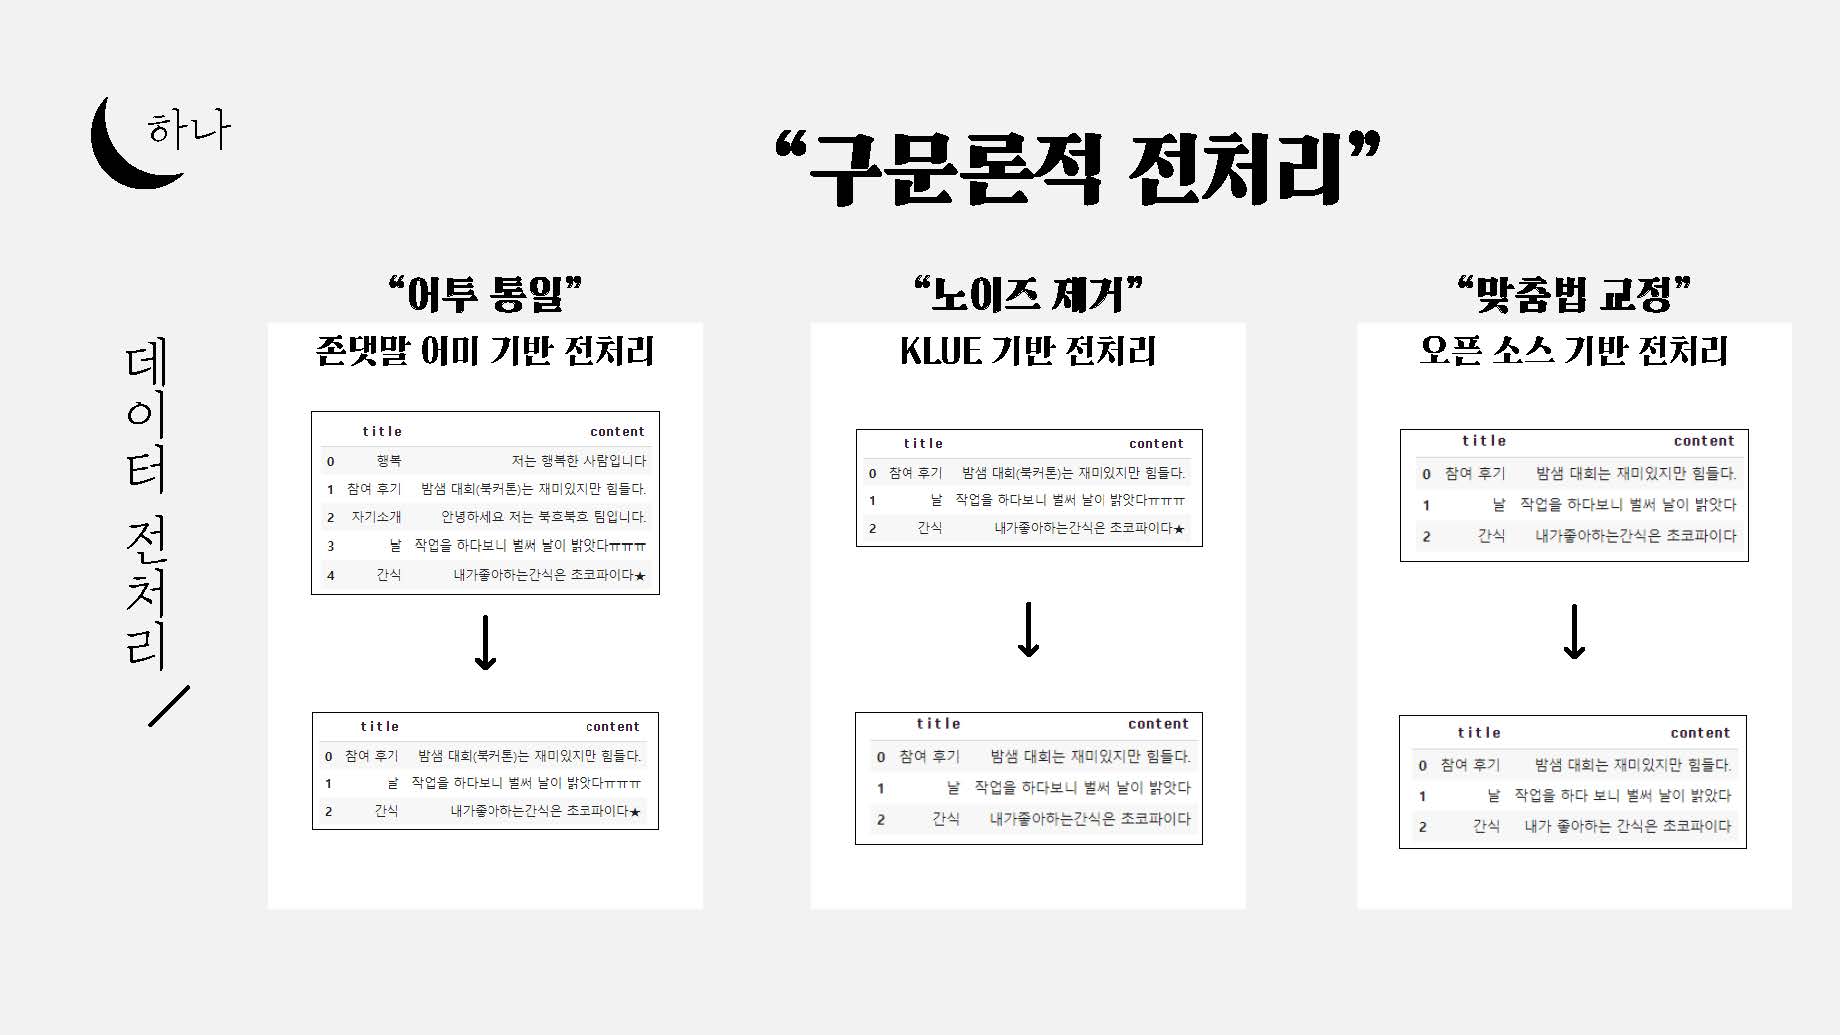 하나
데이터 전처리
“구문론적 전처리”
“어투 통일”
존댓말 어미 기반 전처리
title content
0 행복 저는 행복한 사람입니다
1 참여 후기 밤샘 대회(북커톤)는 재미있지만 힘들다.
2 자기소개 안녕하세요 저는 북흐북흐 팀입니다.
3 날 작업을 하다보니 벌써 날이 밝앗다ㅠㅠㅠ
4 간식 내가좋아하는간식은 초코파이다★
↓
title content
0 참여 후기 밤샘 대회(북커톤)는 재미있지만 힘들다.
1 날 작업을 하다보니 벌써 날이 밝앗다ㅠㅠㅠ
2 간식 내가좋아하는간식은 초코파이다★
“노이즈 제거”
KLUE 기반 전처리
title content
0 참여 후기 밤샘 대회(북커톤)는 재미있지만 힘들다.
1 날 작업을 하다보니 벌써 날이 밝앗다ㅠㅠㅠ
2 간식 내가좋아하는간식은 초코파이다★
↓
title content
0 참여 후기 밤샘 대회는 재미있지만 힘들다.
1 날 작업을 하다보니 벌써 날이 밝앗다
2 간식 내가좋아하는간식은 초코파이다
“맞춤법 교정”
오픈 소스 기반 전처리
title content
0 참여 후기 밤샘 대회는 재미있지만 힘들다.
1 날 작업을 하다보니 벌써 날이 밝앗다
2 간식 내가좋아하는간식은 초코파이다
↓
title content
0 참여 후기 밤샘 대회는 재미있지만 힘들다.
1 날 작업을 하다 보니 벌써 날이 밝았다
2 간식 내가 좋아하는 간식은 초코파이다